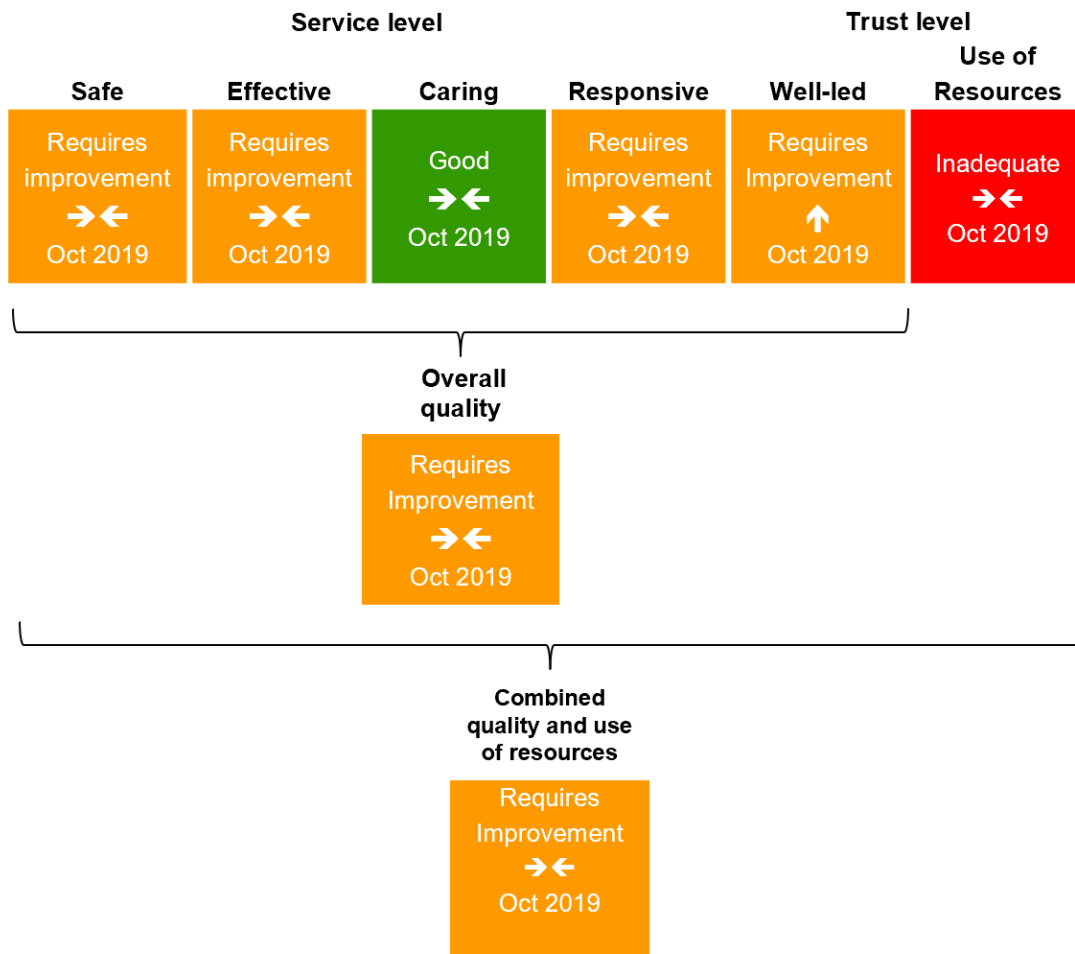 Service level
Trust level
Safe
Effective
Caring
Responsive
Well-led
Use of
Resources
Requires
improvement
→←
Oct 2019
Requires
improvement
→←
Oct 2019
Good
→←
Oct 2019
Requires
improvement
→←
Oct 2019
Requires
Improvement
↑
Oct 2019
Inadequate
→←
Oct 2019
Overall
quality
Requires
Improvement
→←
Oct 2019
Combined
quality and use
of resources
Requires
Improvement
→←
Oct 2019